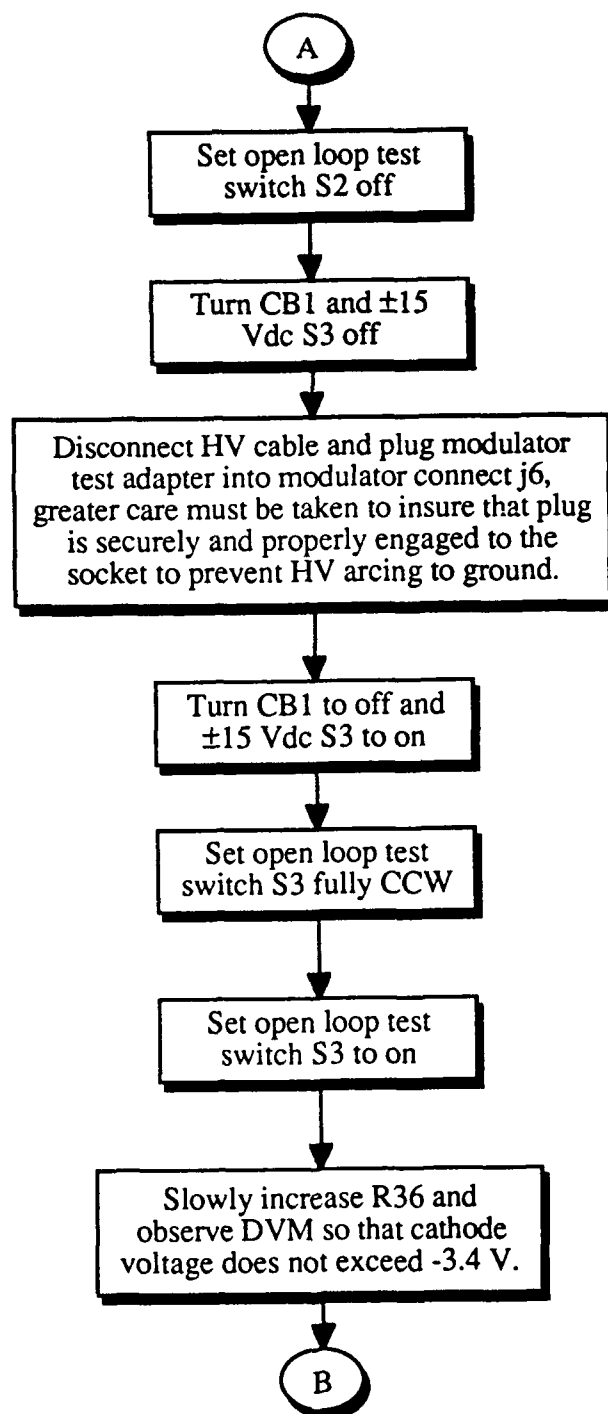 A
Set open loop test
switch S2 off
Turn CB1 and ±15
Vdc S3 off
Disconnect HV cable and plug modulator
test adapter into modulator connect j6,
greater care must be taken to insure that plug
is securely and properly engaged to the
socket to prevent HV arcing to ground.
Turn CB1 to off and
±15 Vdc S3 to on
Set open loop test
switch S3 fully CCW
Set open loop test
switch S3 to on
Slowly increase R36 and
observe DVM so that cathode
voltage does not exceed -3.4 V.
B